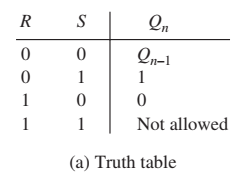 R S Qn
0 0 Qn−1
0 1 1
1 0 0
1 1 Not allowed
(a) Truth table